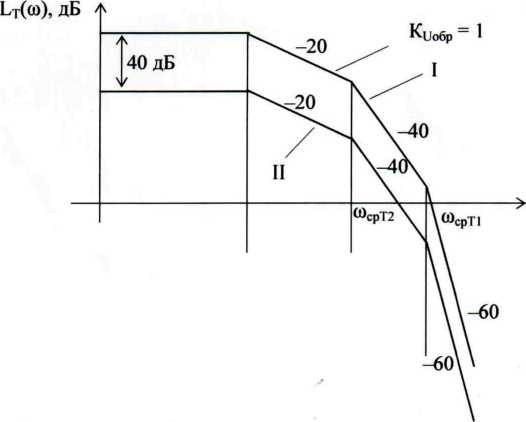 L_T(ω), дБ
–20
K_Uобр = 1
40 дБ
I
–20
–40
–40
II
ω_срТ2
ω_срТ1
–60
–60